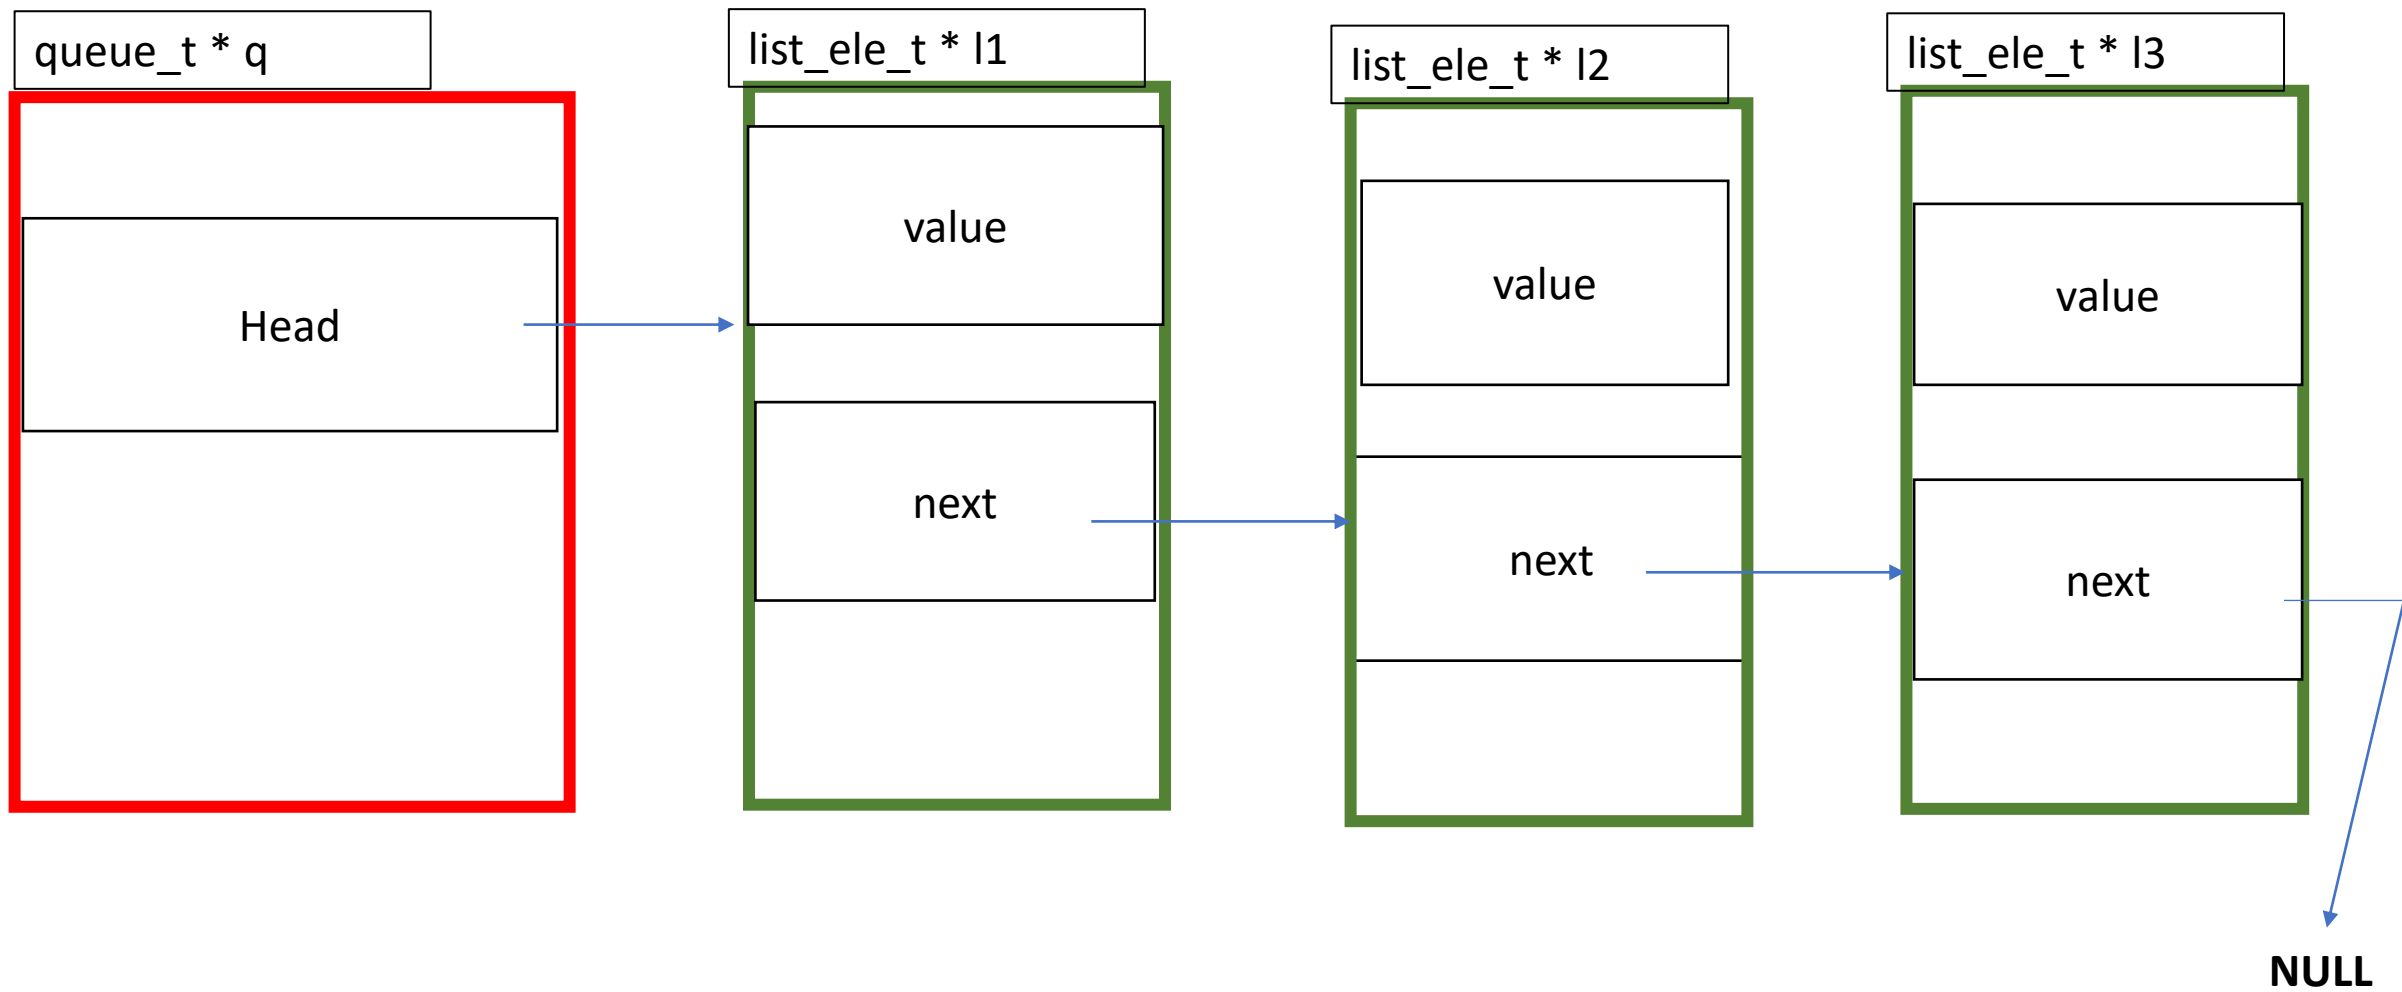 queue_t * q
list_ele_t * l1
list_ele_t * l2
list_ele_t * l3
Head
value
next
value
next
value
next
NULL